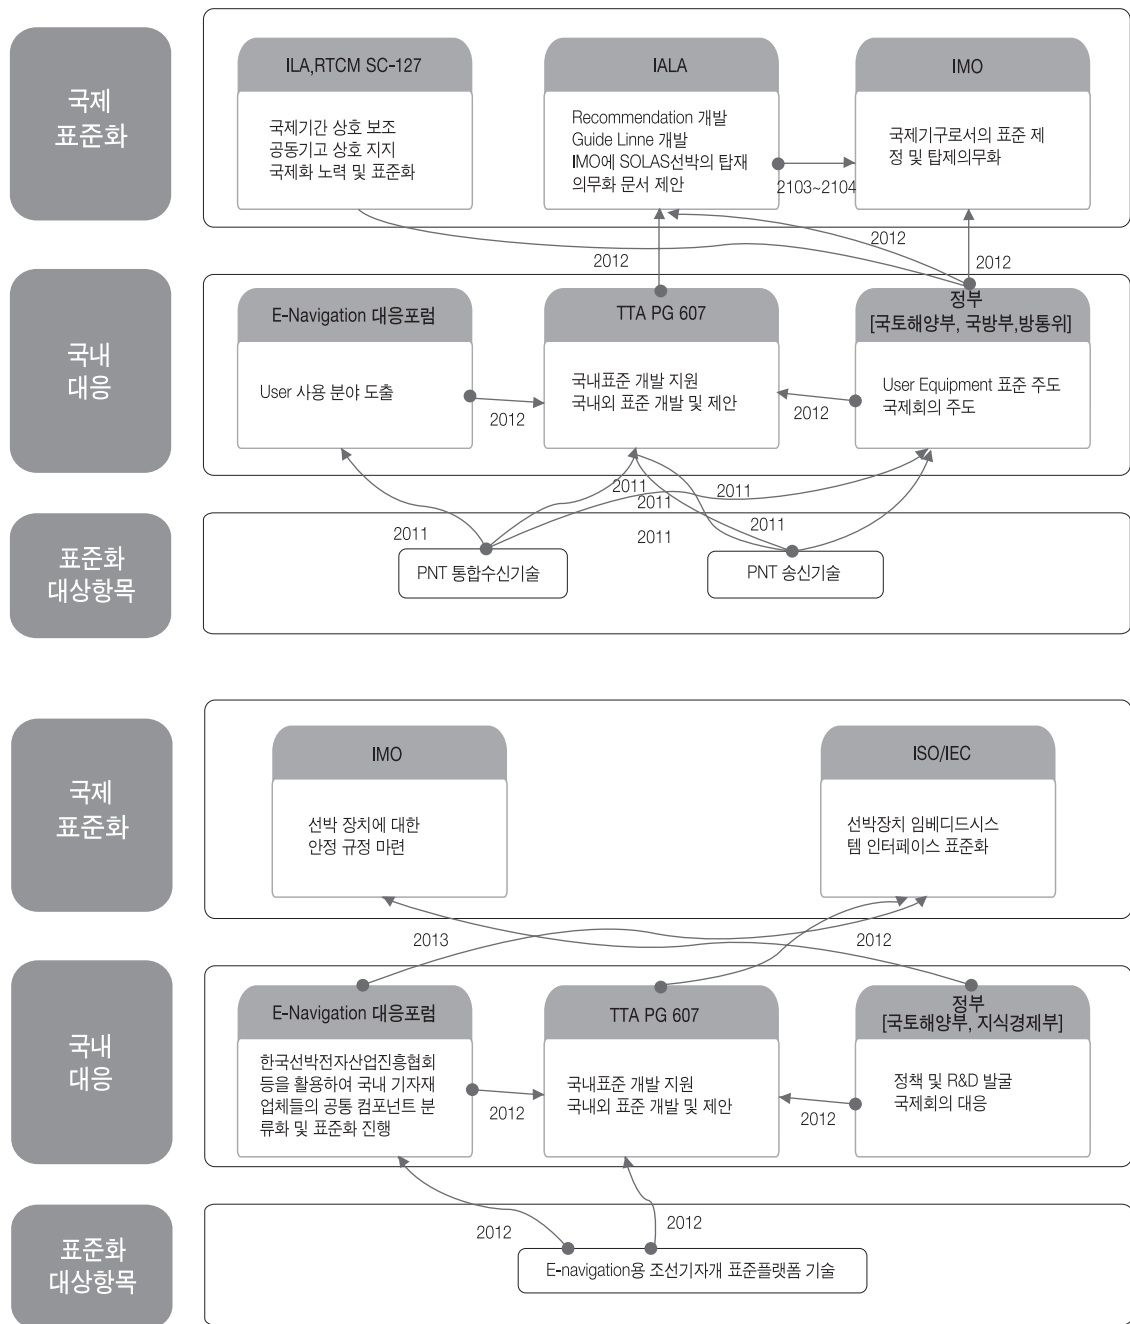 국제
표준화
ILA,RTCM SC-127
국제기간 상호 보조
공동기고 상호 지지
국제화 노력 및 표준화
IALA
Recommendation 개발
Guide Linne 개발
IMO에 SOLAS선박의 탑재
의무화 문서 제안
2103~2104
IMO
국제기구로서의 표준 제
정 및 탑제의무화
2012
2012
2012
국내
대응
E-Navigation 대응포럼
User 사용 분야 도출
2012
TTA PG 607
국내표준 개발 지원
국내외 표준 개발 및 제안
2012
정부
[국토해양부, 국방부,방통위]
User Equipment 표준 주도
국제회의 주도
2011
2011
2011
2011
2011
2011
표준화
대상항목
PNT 통합수신기술
PNT 송신기술
국제
표준화
IMO
선박 장치에 대한
안정 규정 마련
ISO/IEC
선박장치 임베디드시스
템 인터페이스 표준화
2013
2012
국내
대응
E-Navigation 대응포럼
한국선박전자산업진흥협회
등을 활용하여 국내 기자재
업체들의 공통 컴포넌트 분
류화 및 표준화 진행
2012
TTA PG 607
국내표준 개발 지원
국내외 표준 개발 및 제안
2012
정부
[국토해양부, 지식경제부]
정책 및 R&D 발굴
국제회의 대응
2012
2012
표준화
대상항목
E-navigation용 조선기자개 표준플랫폼 기술